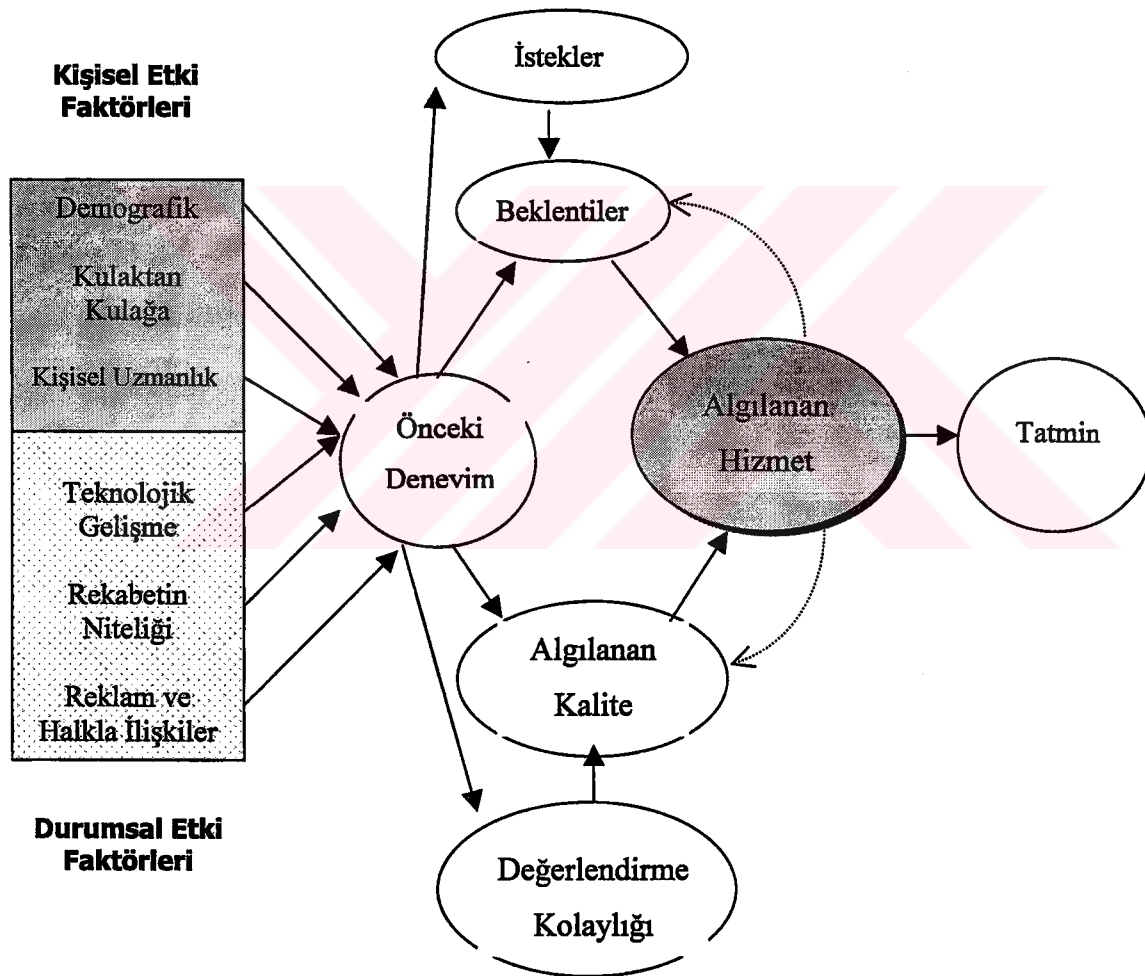 Kişisel Etki
Faktörleri
Demografik
Kulaktan
Kulağa
Kişisel Uzmanlık
Teknolojik
Gelişme
Rekabetin
Niteliği
Reklam ve
Halkla İlişkiler
Durumsal Etki
Faktörleri
İstekler
Beklentiler
Önceki
Denevim
Algılanan
Hizmet
Tatmin
Algılanan
Kalite
Değerlendirme
Kolaylığı